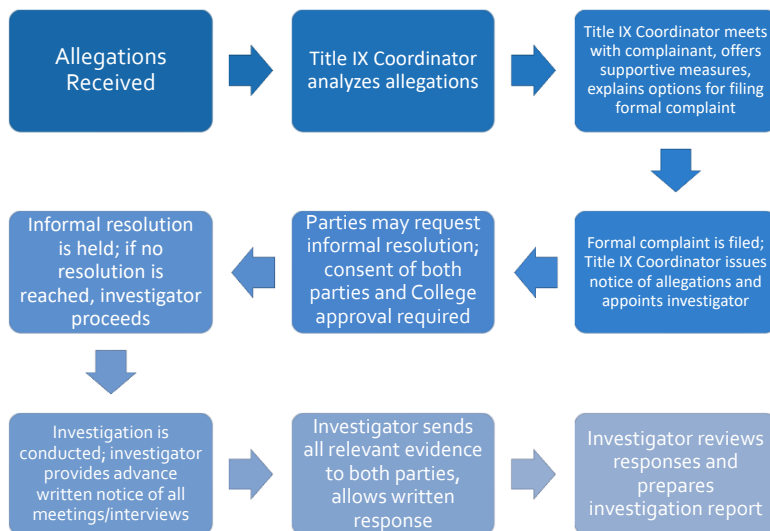 Allegations
Received
Title IX Coordinator
analyzes allegations
Title IX Coordinator meets
with complainant, offers
supportive measures,
explains options for filing
formal complaint
Formal complaint is filed;
Title IX Coordinator issues
notice of allegations and
appoints investigator
Parties may request
informal resolution;
consent of both
parties and College
approval required
Informal resolution
is held; if no
resolution is
reached, investigator
proceeds
Investigation is
conducted; investigator
provides advance
written notice of all
meetings/interviews
Investigator sends
all relevant evidence
to both parties,
allows written
response
Investigator reviews
responses and
prepares
investigation report